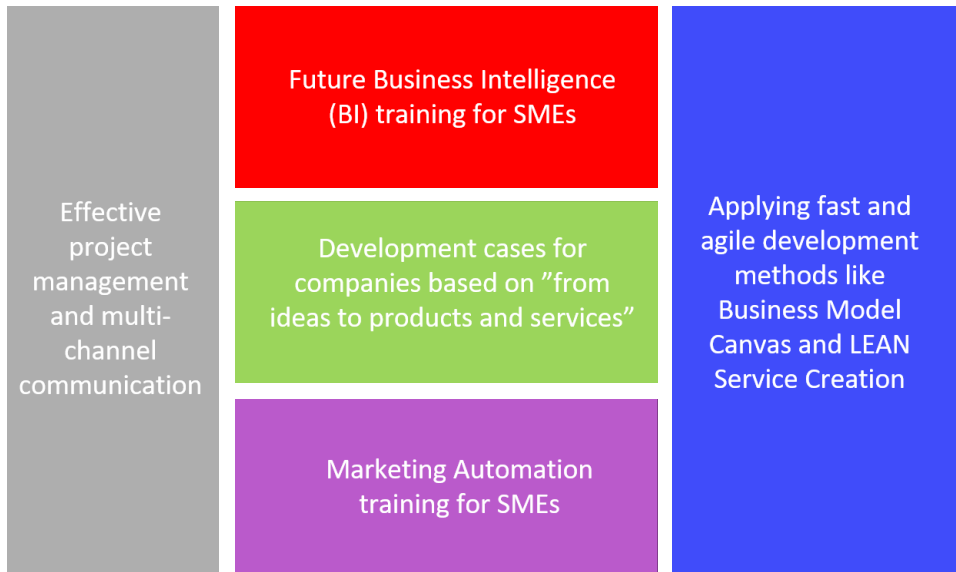 Effective
project
management
and multi-
channel
communication
Future Business Intelligence
(BI) training for SMEs
Development cases for
companies based on ”from
ideas to products and services”
Marketing Automation
training for SMEs
Applying fast and
agile development
methods like
Business Model
Canvas and LEAN
Service Creation